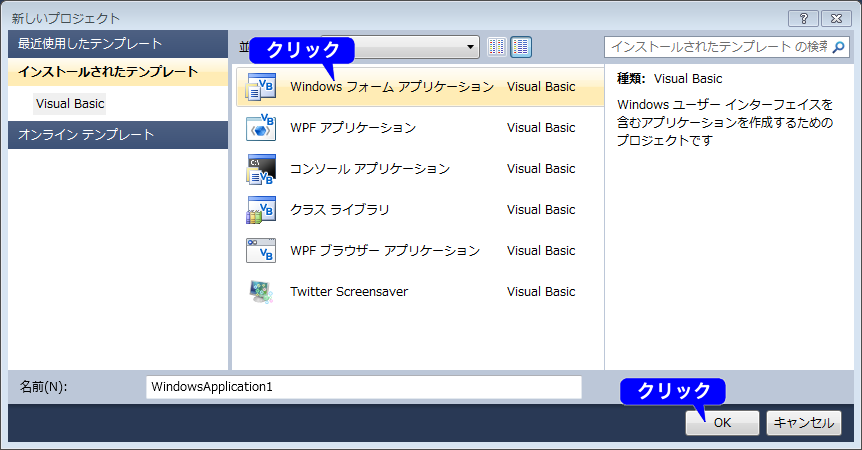 新しいプロジェクト
最近使用したテンプレート
インストールされたテンプレート
Visual Basic
オンライン テンプレート
並
クリック
インストールされたテンプレート の検索
Windows フォーム アプリケーション Visual Basic
WPF アプリケーション Visual Basic
コンソール アプリケーション Visual Basic
クラス ライブラリ Visual Basic
WPF ブラウザー アプリケーション Visual Basic
Twitter Screensaver Visual Basic
種類: Visual Basic
Windows ユーザー インターフェイスを
含むアプリケーションを作成するための
プロジェクトです
名前(N): WindowsApplication1
クリック
OK キャンセル